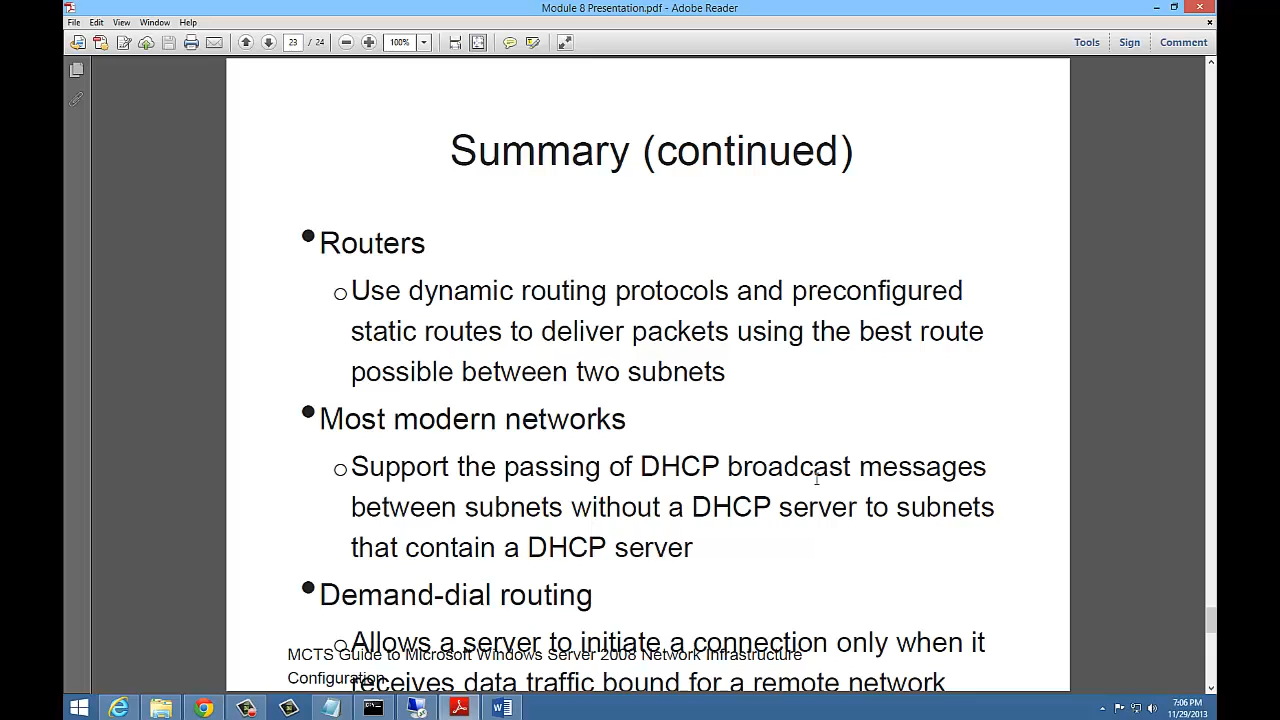 Module 8 Presentation.pdf - Adobe Reader
File Edit View Window Help
23 / 24 100% Tools Sign Comment
Summary (continued)
•Routers
oUse dynamic routing protocols and preconfigured
static routes to deliver packets using the best route
possible between two subnets
•Most modern networks
oSupport the passing of DHCP broadcast messages
between subnets without a DHCP server to subnets
that contain a DHCP server
•Demand-dial routing
oAllows a server to initiate a connection only when it
MCTS Guide to Microsoft Windows Server 2008 Network Infrastructure
Configuration
receives data traffic bound for a remote network
7:06 PM
11/29/2013